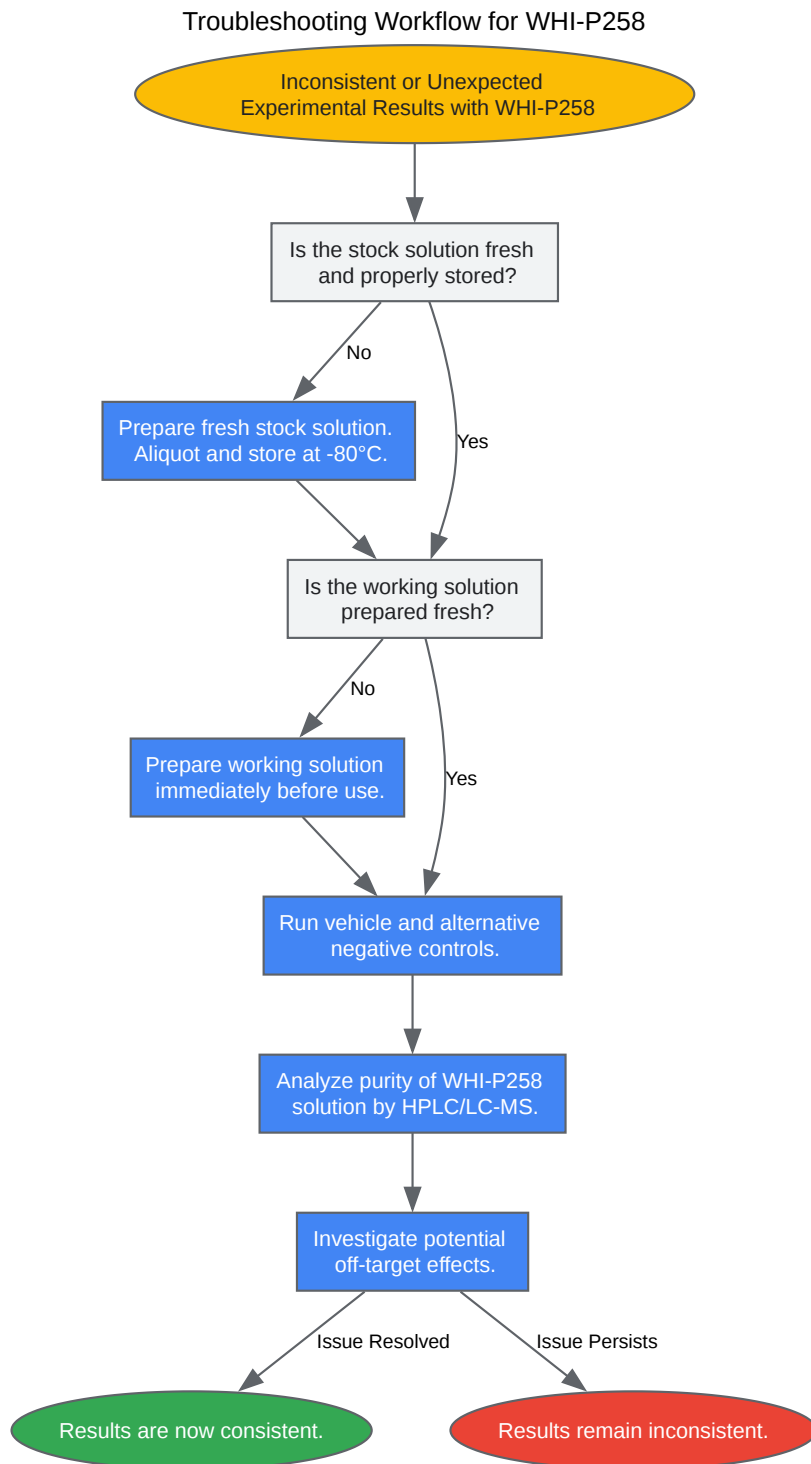 Troubleshooting Workflow for WHI-P258
Inconsistent or Unexpected
Experimental Results with WHI-P258
Is the stock solution fresh
and properly stored?
No
Yes
Prepare fresh stock solution.
Aliquot and store at -80°C.
Is the working solution
prepared fresh?
No
Yes
Prepare working solution
immediately before use.
Run vehicle and alternative
negative controls.
Analyze purity of WHI-P258
solution by HPLC/LC-MS.
Investigate potential
off-target effects.
Issue Resolved
Issue Persists
Results are now consistent.
Results remain inconsistent.